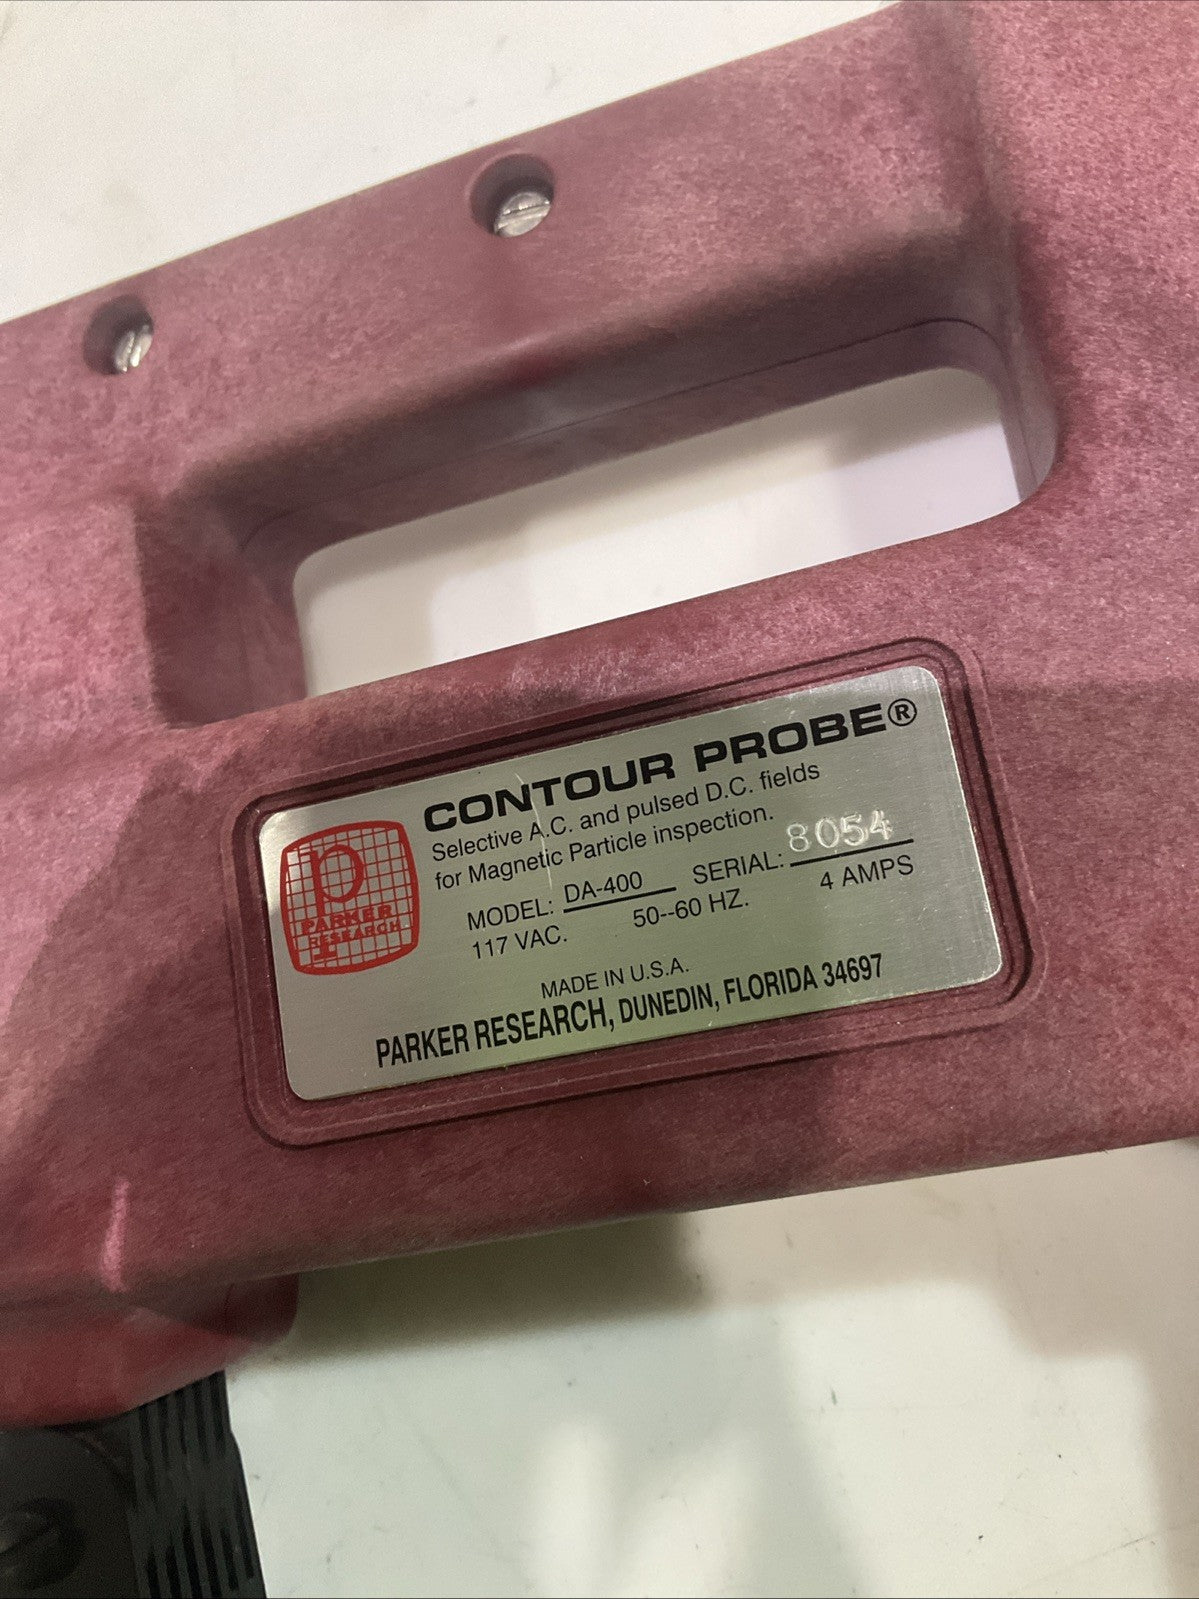 p
PARKER
RESEARCH
CONTOUR PROBE®
Selective A.C. and pulsed D.C. fields
for Magnetic Particle inspection.
MODEL: DA-400 SERIAL: 8054
117 VAC. 50--60 HZ. 4 AMPS
MADE IN U.S.A.
PARKER RESEARCH, DUNEDIN, FLORIDA 34697